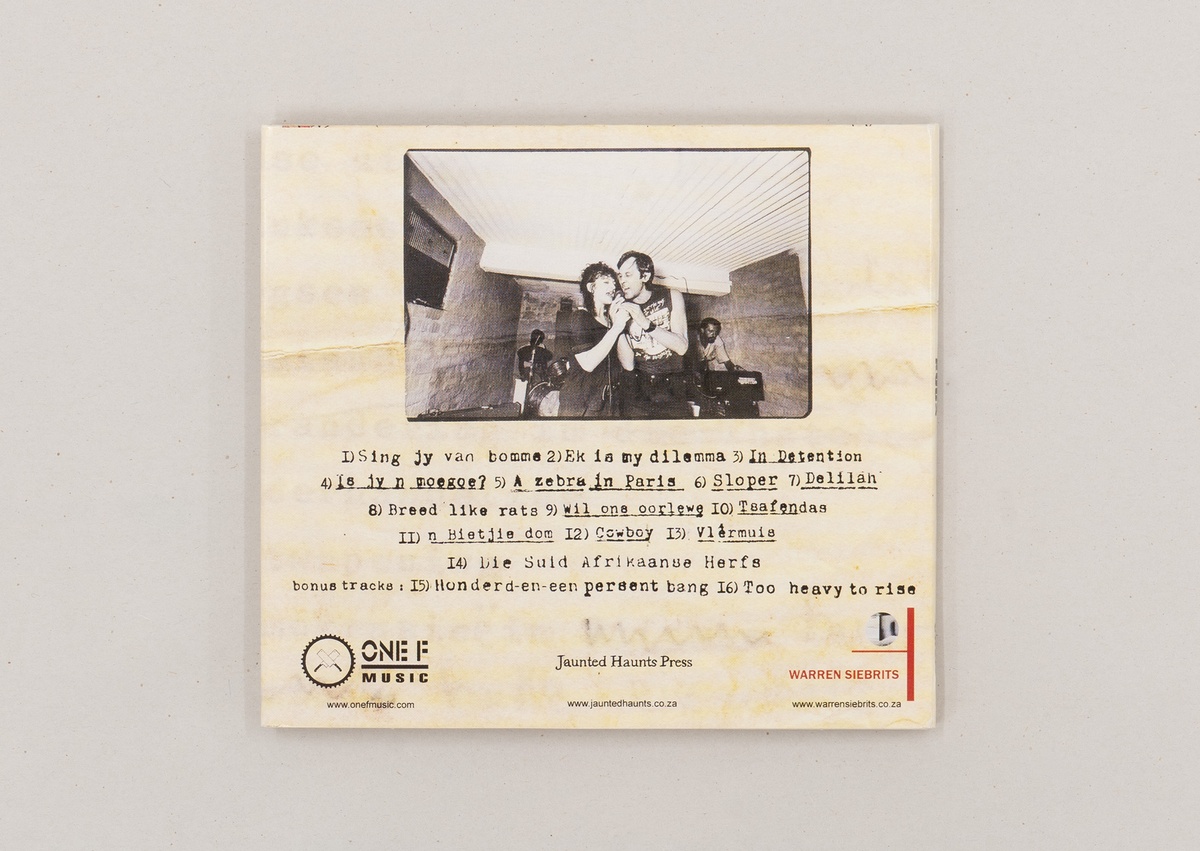 1) Sing jy van bomme 2) Ek is my dilemma 3) In Detention
4) Is jy n moegoe? 5) A zebra in Paris 6) Sloper 7) Delilah
8) Breed like rats 9) Wil ons oorlewe 10) Tsafendas
11) n Bietjie dom 12) Cowboy 13) Vlermuis
14) Die Suid Afrikaanse Herfs
bonus tracks : 15) Honderd-en-een persent bang 16) Too heavy to rise
ONE F
MUSIC
www.onefmusic.com
Jaunted Haunts Press
www.jauntedhaunts.co.za
WARREN SIEBRITS
www.warrensiebrits.co.za